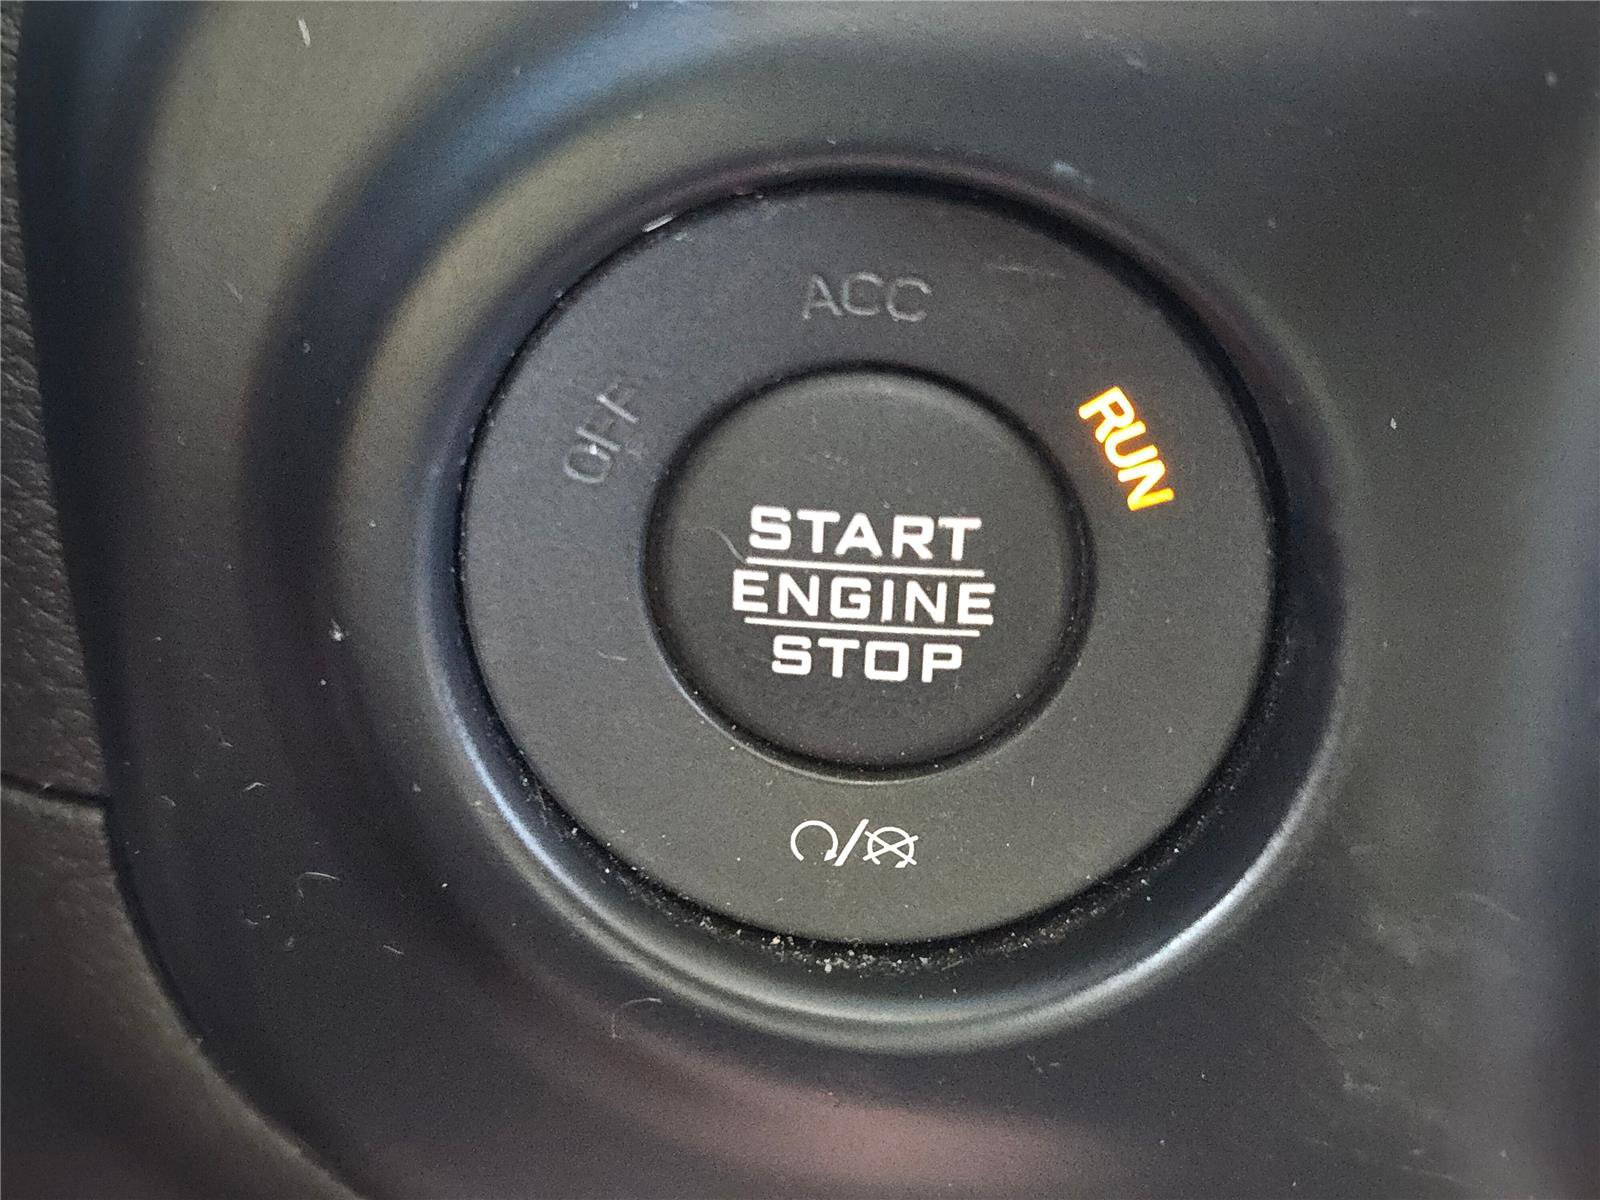 ACC
OFF
RUN
START
ENGINE
STOP